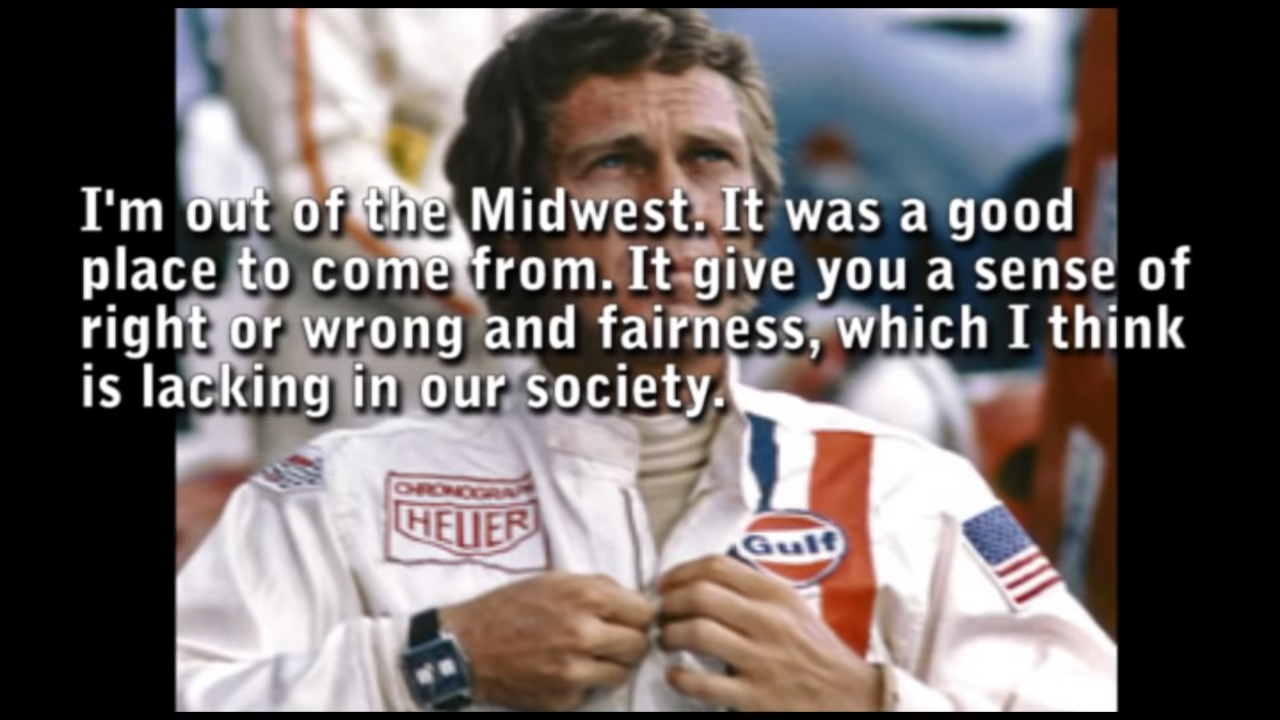 I'm out of the Midwest. It was a good
place to come from. It give you a sense of
right or wrong and fairness, which I think
is lacking in our society.
CHRONOGRAPH
HEUER
Gulf